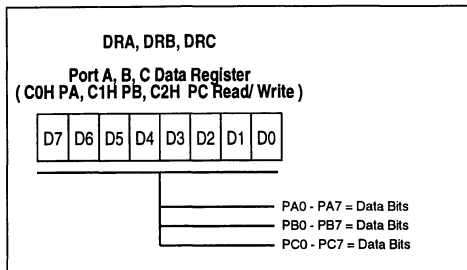 DRA, DRB, DRC
Port A, B, C Data Register
( C0H PA, C1H PB, C2H PC Read/ Write )
D7 D6 D5 D4 D3 D2 D1 D0
PA0 - PA7 = Data Bits
PB0 - PB7 = Data Bits
PC0 - PC7 = Data Bits